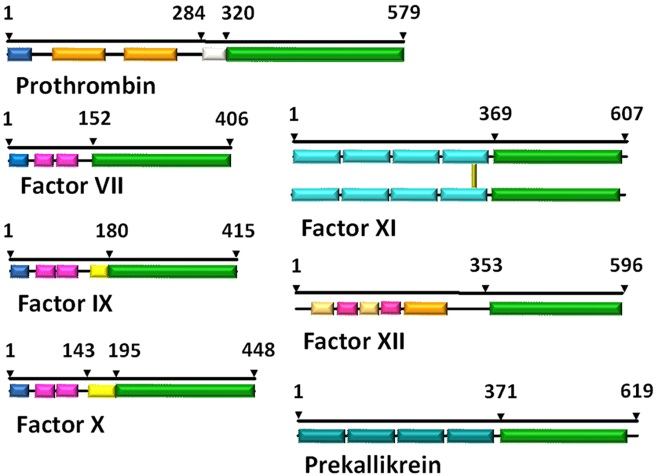 1 284 320 579
Prothrombin
1 152 406
Factor VII
1 180 415
Factor IX
1 143 195 448
Factor X
1 369 607
Factor XI
1 353 596
Factor XII
1 371 619
Prekallikrein